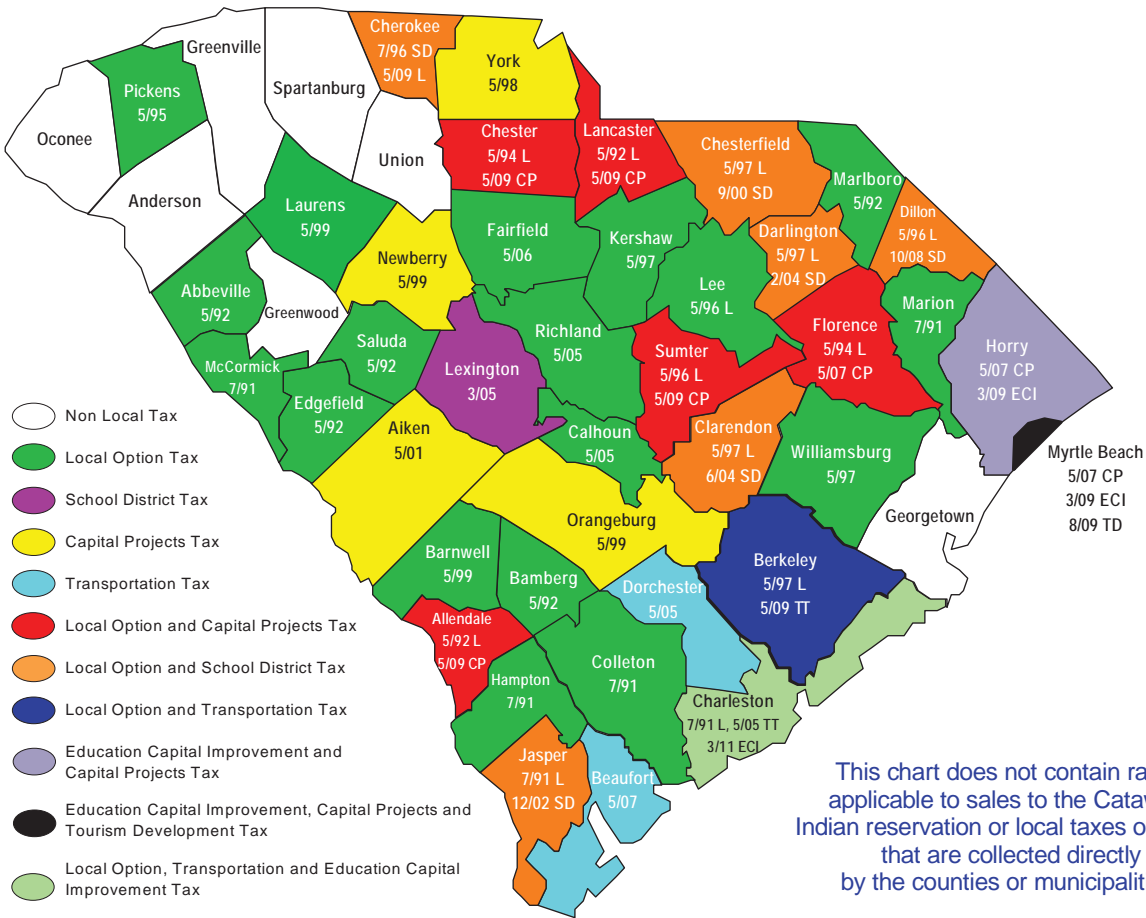 Cherokee
7/96 SD
5/09 L
Greenville
York
5/98
Spartanburg
Pickens
5/95
Oconee
Chester
5/94 L
5/09 CP
Lancaster
5/92 L
5/09 CP
Chesterfield
5/97 L
9/00 SD
Union
Marlboro
5/92
Anderson
Laurens
5/99
Dillon
5/96 L
10/08 SD
Fairfield
5/06
Kershaw
5/97
Darlington
5/97 L
2/04 SD
Newberry
5/99
Lee
5/96 L
Abbeville
5/92
Greenwood
Marion
7/91
Saluda
5/92
Richland
5/05
Florence
5/94 L
5/07 CP
Horry
5/07 CP
3/09 ECI
McCormick
7/91
Lexington
3/05
Sumter
5/96 L
5/09 CP
Edgefield
5/92
Aiken
5/01
Calhoun
5/05
Clarendon
5/97 L
6/04 SD
Williamsburg
5/97
Myrtle Beach
5/07 CP
3/09 ECI
8/09 TD
Orangeburg
5/99
Georgetown
Barnwell
5/99
Bamberg
5/92
Dorchester
5/05
Berkeley
5/97 L
5/09 TT
Allendale
5/92 L
5/09 CP
Colleton
7/91
Hampton
7/91
Charleston
7/91 L, 5/05 TT
3/11 ECI
Jasper
7/91 L
12/02 SD
Beaufort
5/07
Non Local Tax
Local Option Tax
School District Tax
Capital Projects Tax
Transportation Tax
Local Option and Capital Projects Tax
Local Option and School District Tax
Local Option and Transportation Tax
Education Capital Improvement and
Capital Projects Tax
Education Capital Improvement, Capital Projects and
Tourism Development Tax
Local Option, Transportation and Education Capital
Improvement Tax
This chart does not contain ra
applicable to sales to the Cataw
Indian reservation or local taxes o
that are collected directly
by the counties or municipalit